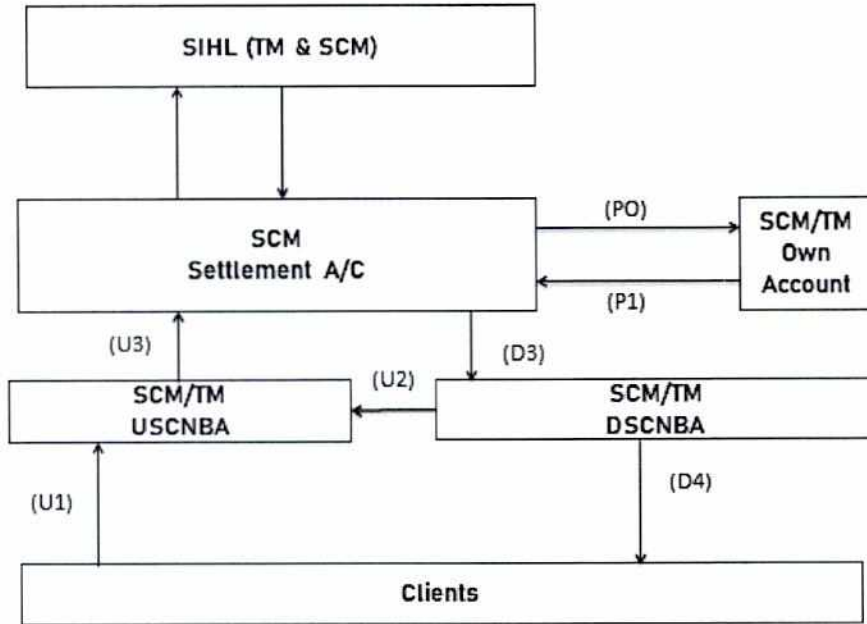 SIHL (TM & SCM)
(PO)
SCM
Settlement A/C
SCM/TM
Own
Account
(P1)
(U3)
(D3)
(U2)
SCM/TM
USCNBA
SCM/TM
DSCNBA
(U1)
(D4)
Clients